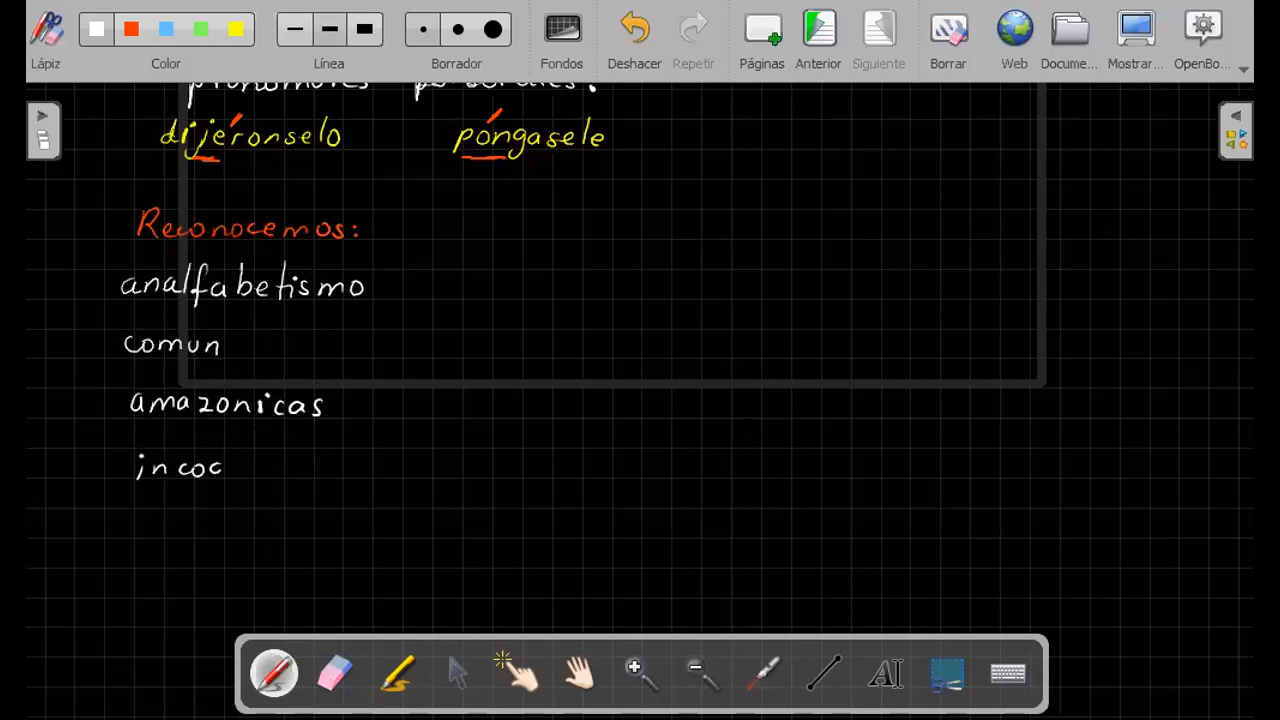 Lápiz Color Línea Borrador Fondos Deshacer Repetir Páginas Anterior Siguiente Borrar Web Docume... Mostrar... OpenBo...
dijéronselo póngasele
Reconocemos:
analfabetismo
comun
amazonicas
incoc
AI